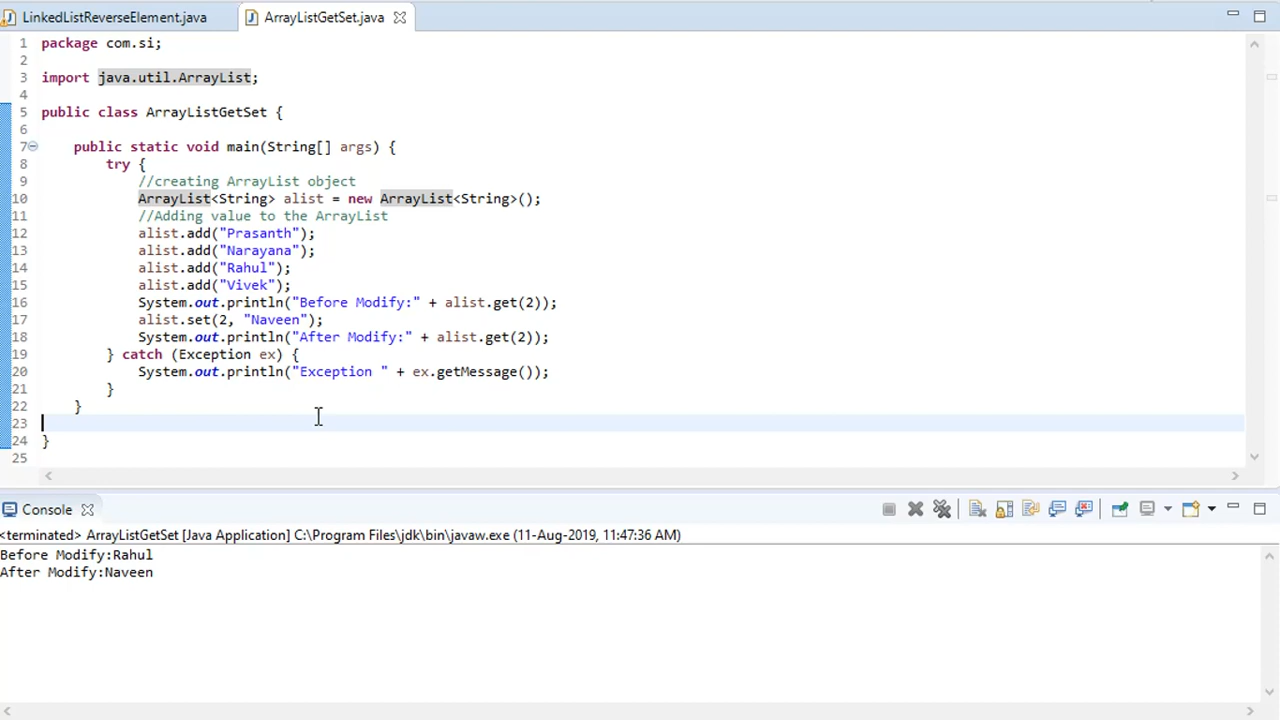 LinkedListReverseElement.java ArrayListGetSet.java
1 package com.si;
2
3 import java.util.ArrayList;
4
5 public class ArrayListGetSet {
6
7 public static void main(String[] args) {
8 try {
9 //creating ArrayList object
10 ArrayList<String> alist = new ArrayList<String>();
11 //Adding value to the ArrayList
12 alist.add("Prasanth");
13 alist.add("Narayana");
14 alist.add("Rahul");
15 alist.add("Vivek");
16 System.out.println("Before Modify:" + alist.get(2));
17 alist.set(2, "Naveen");
18 System.out.println("After Modify:" + alist.get(2));
19 } catch (Exception ex) {
20 System.out.println("Exception " + ex.getMessage());
21 }
22 }
23
24 }
25
Console
<terminated> ArrayListGetSet [Java Application] C:\Program Files\jdk\bin\javaw.exe (11-Aug-2019, 11:47:36 AM)
Before Modify:Rahul
After Modify:Naveen